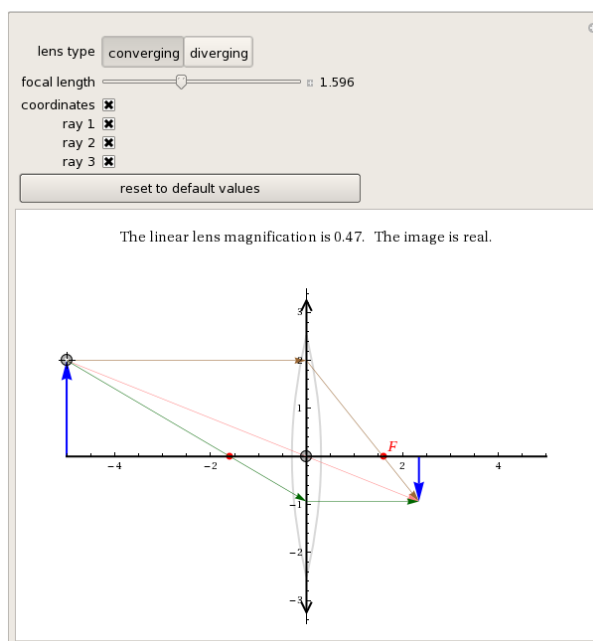 lens type converging diverging
focal length 1.596
coordinates
ray 1
ray 2
ray 3
reset to default values
The linear lens magnification is 0.47. The image is real.
3
2
1
F
−4 −2 2 4
−1
−2
−3